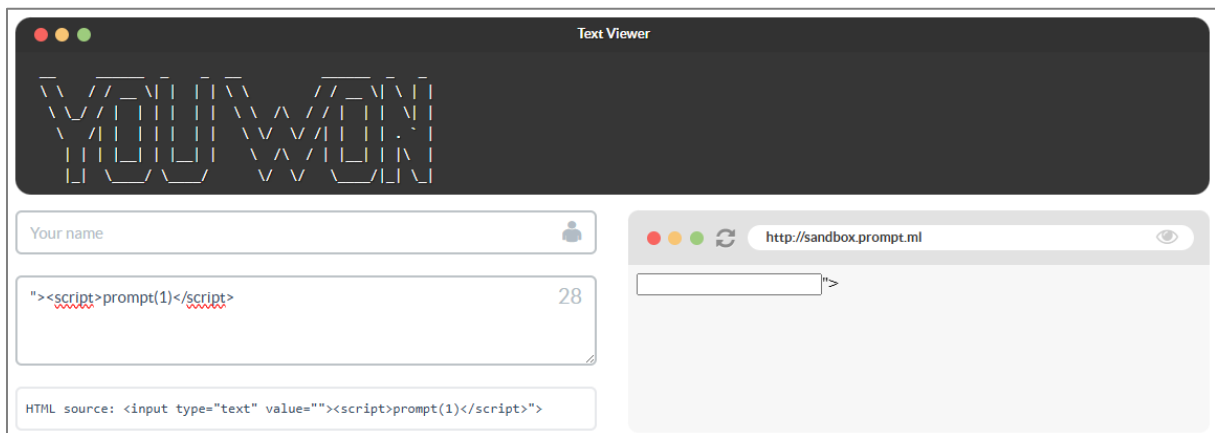 Text Viewer
YOU WON
Your name
"><script>prompt(1)</script>
28
HTML source: <input type="text" value=""><script>prompt(1)</script>">
http://sandbox.prompt.ml
">